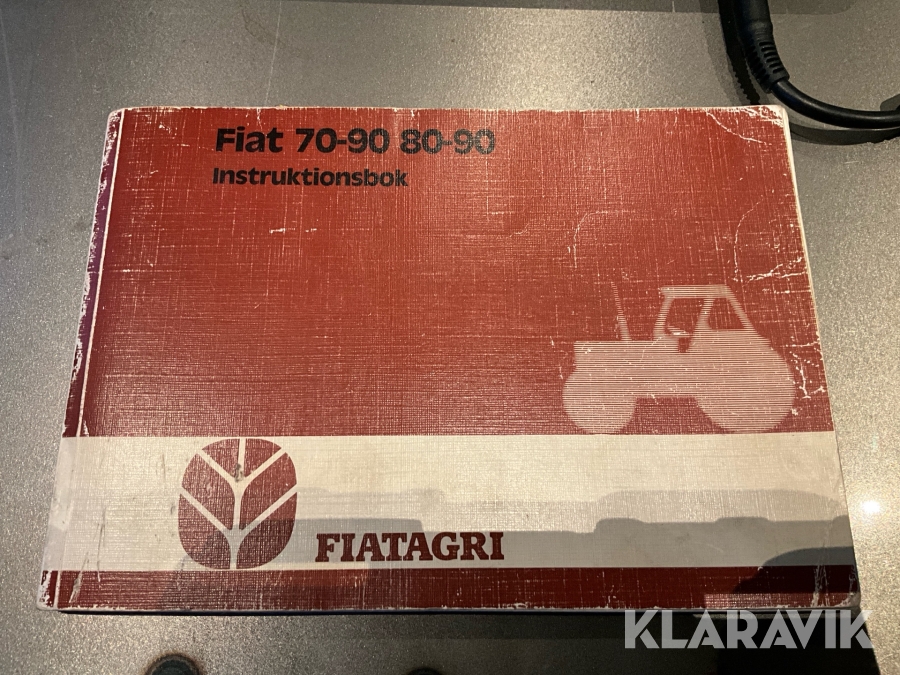 Fiat 70-90 80-90
Instruktionsbok
FIATAGRI
KLARAVIK